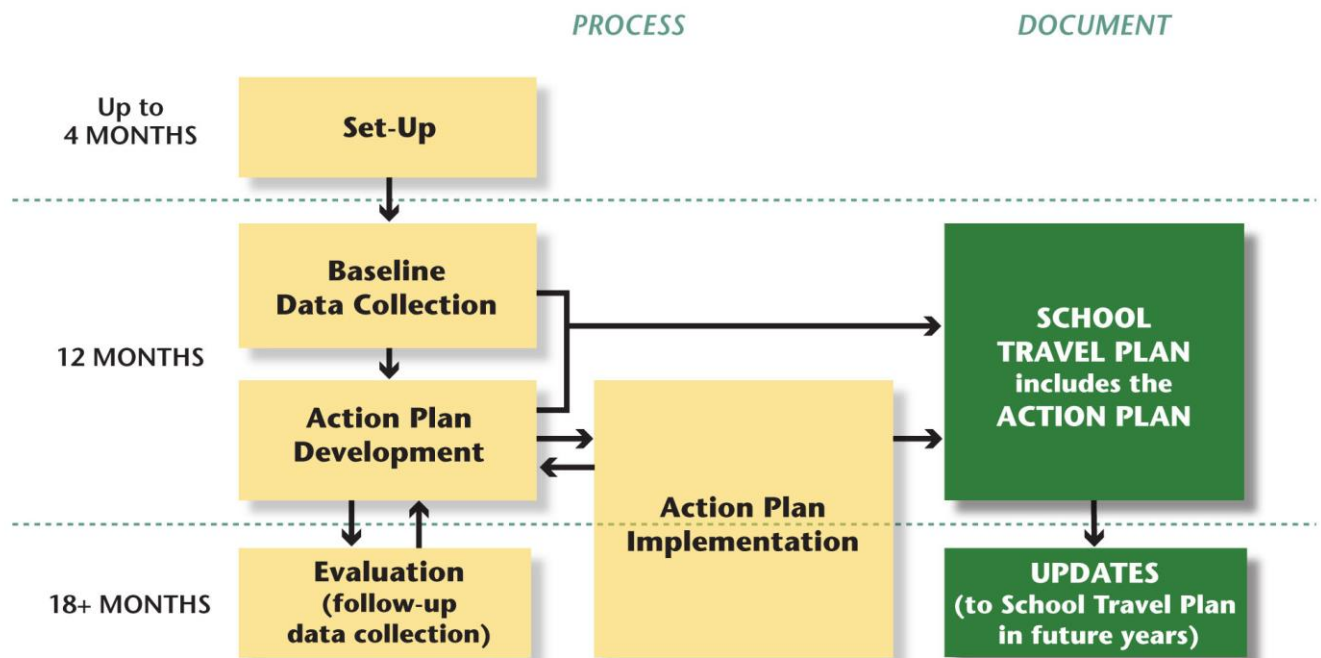 PROCESS
DOCUMENT
Up to
4 MONTHS
Set-Up
12 MONTHS
Baseline
Data Collection
Action Plan
Development
Action Plan
Implementation
SCHOOL
TRAVEL PLAN
includes the
ACTION PLAN
18+ MONTHS
Evaluation
(follow-up
data collection)
UPDATES
(to School Travel Plan
in future years)